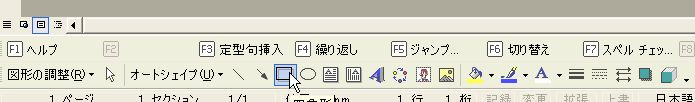 F1 ヘルプ F2 F3 定型句挿入 F4 繰り返し F5 ジャンプ... F6 切り替え F7 スペル チェッ... F8
図形の調整(R) オートシェイプ(U)
1 ページ 1 セクション 1/1 1 行 1 桁 記録 変更 拡張 上書 日本語